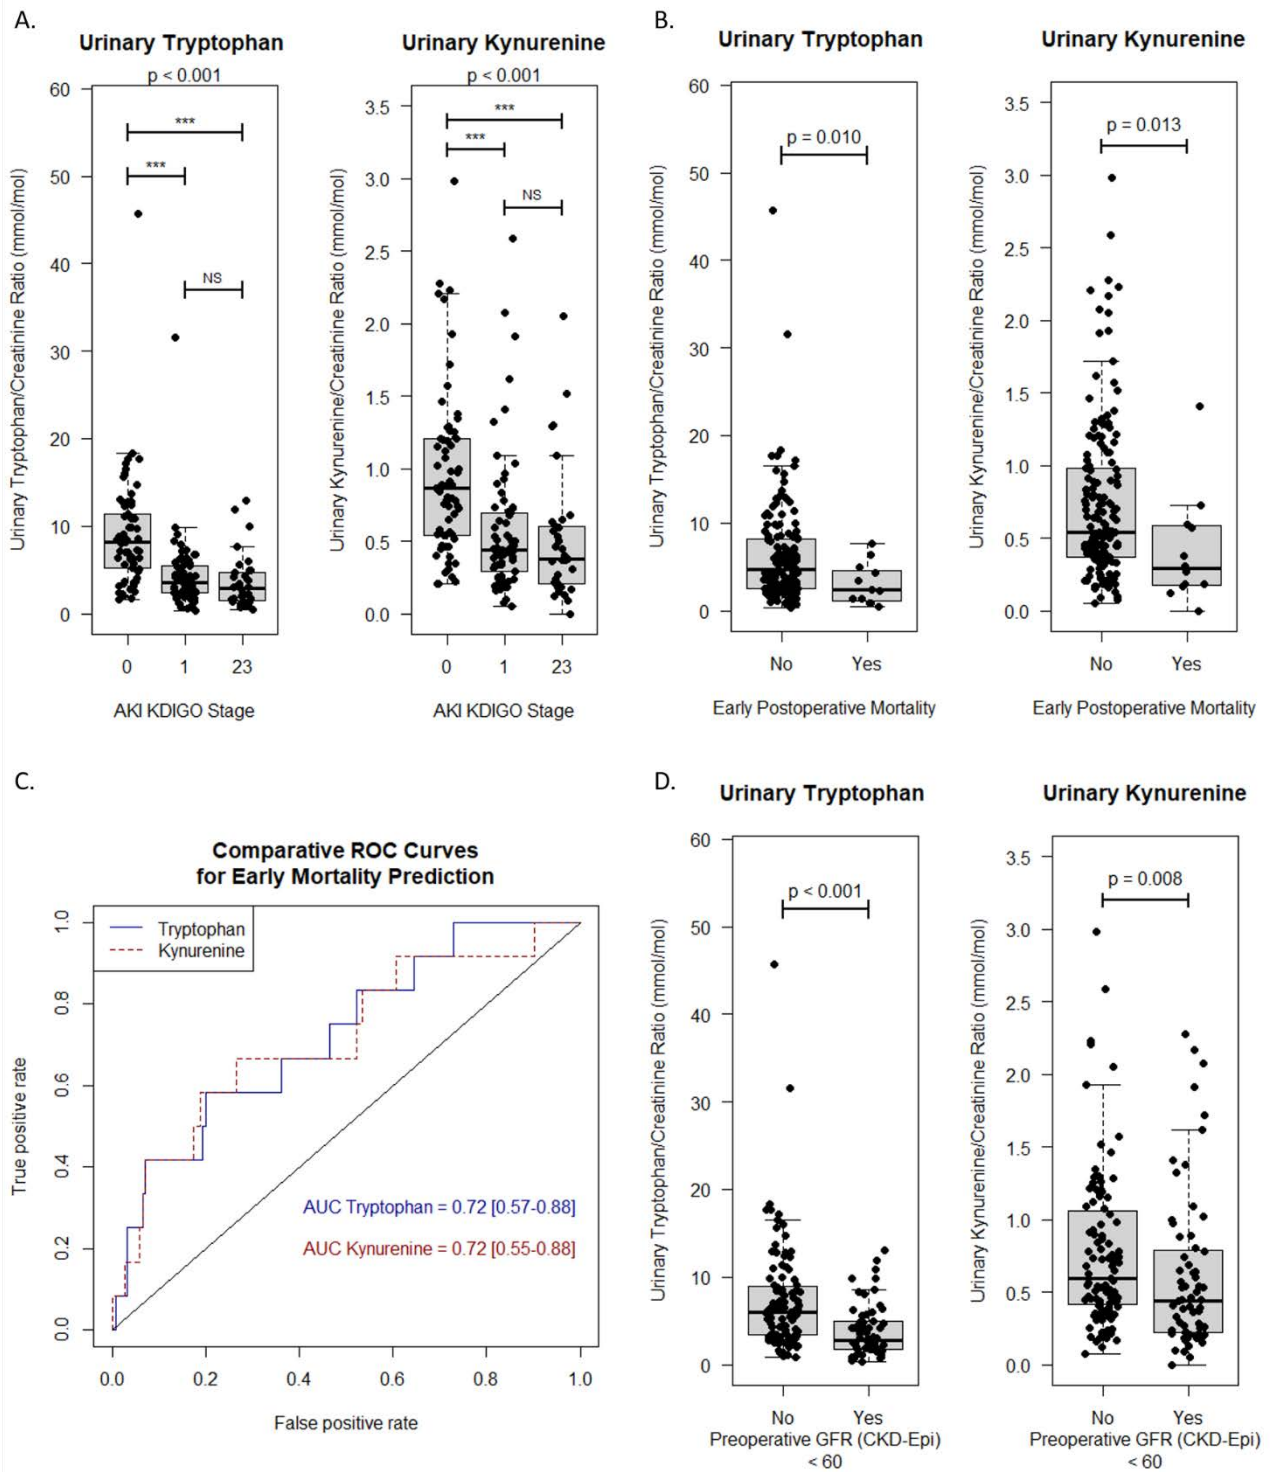 A.
Urinary Tryptophan
p < 0.001
Urinary Tryptophan/Creatinine Ratio (mmol/mol)
60
50
40
30
20
10
0
***
***
NS
0 1 23
AKI KDIGO Stage
Urinary Kynurenine
p < 0.001
Urinary Kynurenine/Creatinine Ratio (mmol/mol)
3.5
3.0
2.5
2.0
1.5
1.0
0.5
0.0
***
***
NS
0 1 23
AKI KDIGO Stage
B.
Urinary Tryptophan
Urinary Tryptophan/Creatinine Ratio (mmol/mol)
60
50
40
30
20
10
0
p = 0.010
No Yes
Early Postoperative Mortality
Urinary Kynurenine
Urinary Kynurenine/Creatinine Ratio (mmol/mol)
3.5
3.0
2.5
2.0
1.5
1.0
0.5
0.0
p = 0.013
No Yes
Early Postoperative Mortality
C.
Comparative ROC Curves
for Early Mortality Prediction
Tryptophan
Kynurenine
True positive rate
1.0
0.8
0.6
0.4
0.2
0.0
AUC Tryptophan = 0.72 [0.57-0.88]
AUC Kynurenine = 0.72 [0.55-0.88]
0.0 0.2 0.4 0.6 0.8 1.0
False positive rate
D.
Urinary Tryptophan
Urinary Tryptophan/Creatinine Ratio (mmol/mol)
60
50
40
30
20
10
0
p < 0.001
No Yes
Preoperative GFR (CKD-Epi)
< 60
Urinary Kynurenine
Urinary Kynurenine/Creatinine Ratio (mmol/mol)
3.5
3.0
2.5
2.0
1.5
1.0
0.5
0.0
p = 0.008
No Yes
Preoperative GFR (CKD-Epi)
< 60